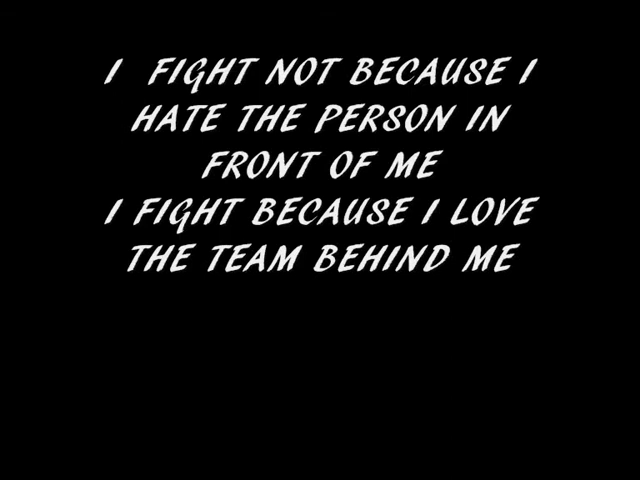 I FIGHT NOT BECAUSE I
HATE THE PERSON IN
FRONT OF ME
I FIGHT BECAUSE I LOVE
THE TEAM BEHIND ME